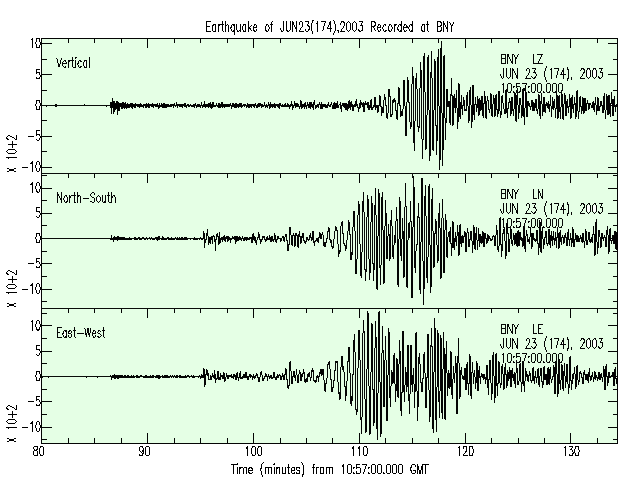 Earthquake of JUN23(174),2003 Recorded at BNY
Vertical
BNY LZ
JUN 23 (174), 2003
10:57:00.000
10
5
0
-5
-10
X 10+2
North-South
BNY LN
JUN 23 (174), 2003
10:57:00.000
10
5
0
-5
-10
X 10+2
East-West
BNY LE
JUN 23 (174), 2003
10:57:00.000
10
5
0
-5
-10
X 10+2
80 90 100 110 120 130
Time (minutes) from 10:57:00.000 GMT